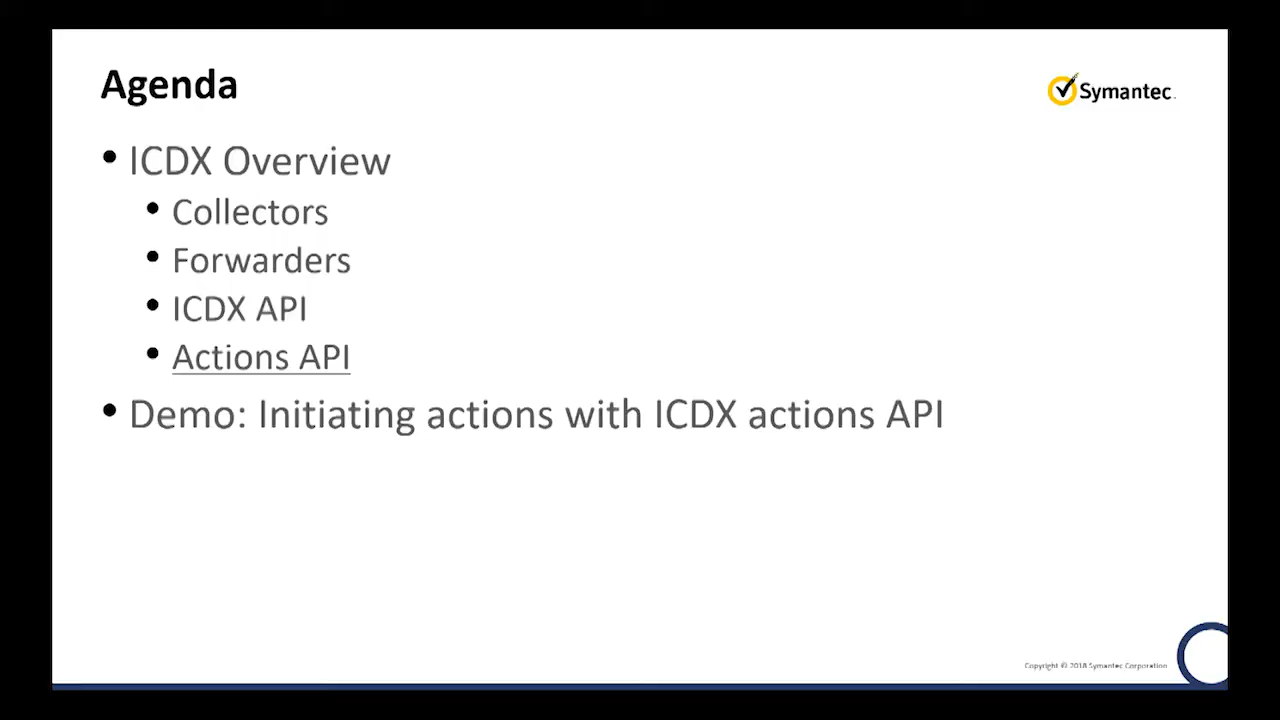 Agenda
Symantec.
• ICDX Overview
• Collectors
• Forwarders
• ICDX API
• Actions API
• Demo: Initiating actions with ICDX actions API
Copyright © 2018 Symantec Corporation